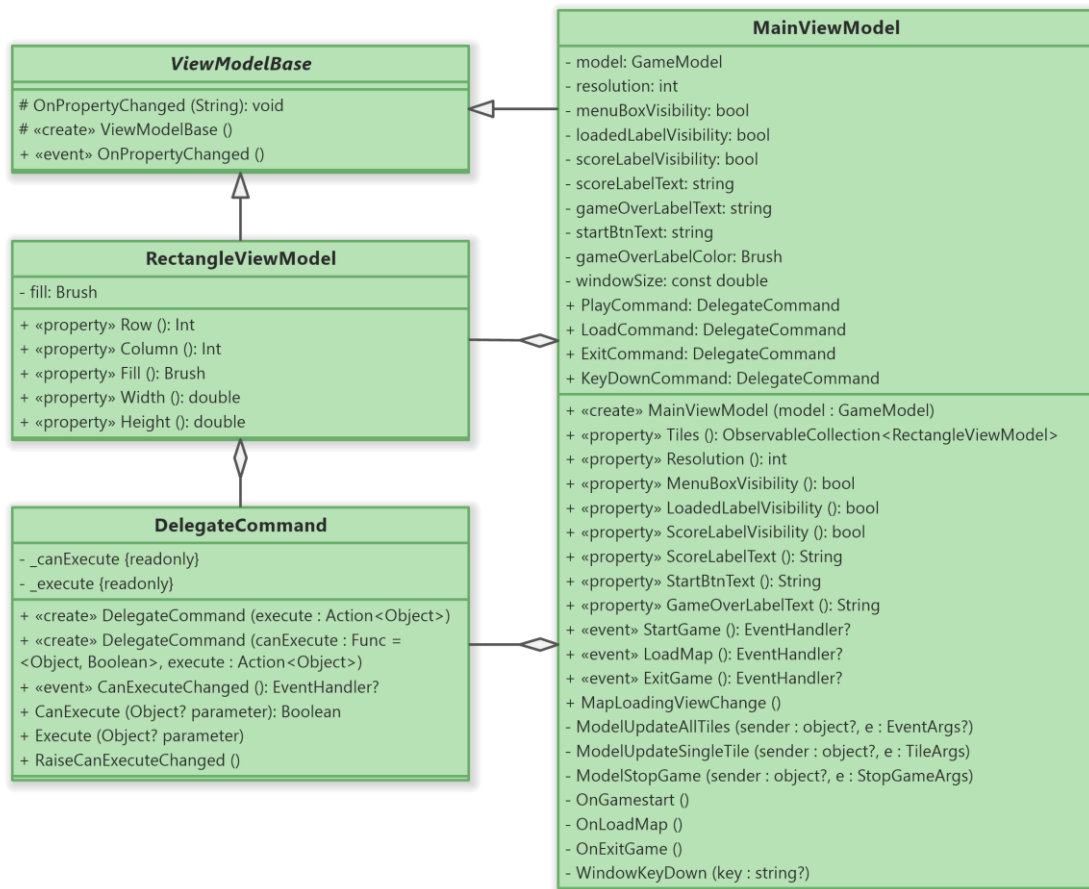 ViewModelBase
# OnPropertyChanged (String): void
# «create» ViewModelBase ()
+ «event» OnPropertyChanged ()
RectangleViewModel
- fill: Brush
+ «property» Row (): Int
+ «property» Column (): Int
+ «property» Fill (): Brush
+ «property» Width (): double
+ «property» Height (): double
DelegateCommand
- _canExecute {readonly}
- _execute {readonly}
+ «create» DelegateCommand (execute : Action<Object>)
+ «create» DelegateCommand (canExecute : Func =
<Object, Boolean>, execute : Action<Object>)
+ «event» CanExecuteChanged (): EventHandler?
+ CanExecute (Object? parameter): Boolean
+ Execute (Object? parameter)
+ RaiseCanExecuteChanged ()
MainViewModel
- model: GameModel
- resolution: int
- menuBoxVisibility: bool
- loadedLabelVisibility: bool
- scoreLabelVisibility: bool
- scoreLabelText: string
- gameOverLabelText: string
- startBtnText: string
- gameOverLabelColor: Brush
- windowSize: const double
+ PlayCommand: DelegateCommand
+ LoadCommand: DelegateCommand
+ ExitCommand: DelegateCommand
+ KeyDownCommand: DelegateCommand
+ «create» MainViewModel (model : GameModel)
+ «property» Tiles (): ObservableCollection<RectangleViewModel>
+ «property» Resolution (): int
+ «property» MenuBoxVisibility (): bool
+ «property» LoadedLabelVisibility (): bool
+ «property» ScoreLabelVisibility (): bool
+ «property» ScoreLabelText (): String
+ «property» StartBtnText (): String
+ «property» GameOverLabelText (): String
+ «event» StartGame (): EventHandler?
+ «event» LoadMap (): EventHandler?
+ «event» ExitGame (): EventHandler?
+ MapLoadingViewChange ()
- ModelUpdateAllTiles (sender : object?, e : EventArgs?)
- ModelUpdateSingleTile (sender : object?, e : TileArgs)
- ModelStopGame (sender : object?, e : StopGameArgs)
- OnGamestart ()
- OnLoadMap ()
- OnExitGame ()
- WindowKeyDown (key : string?)